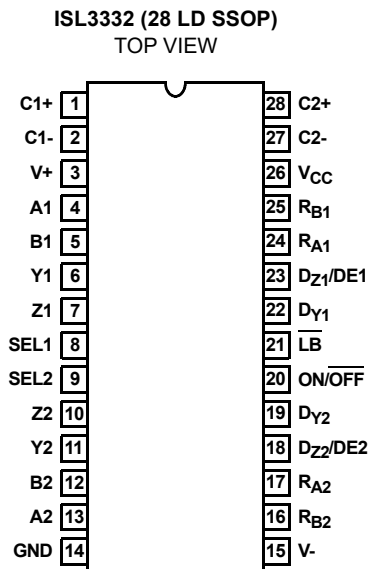 ISL3332 (28 LD SSOP)
TOP VIEW
C1+ 1 28 C2+
C1- 2 27 C2-
V+ 3 26 VCC
A1 4 25 RB1
B1 5 24 RA1
Y1 6 23 DZ1/DE1
Z1 7 22 DY1
SEL1 8 21 L̅B̅
SEL2 9 20 ON/O̅F̅F̅
Z2 10 19 DY2
Y2 11 18 DZ2/DE2
B2 12 17 RA2
A2 13 16 RB2
GND 14 15 V-